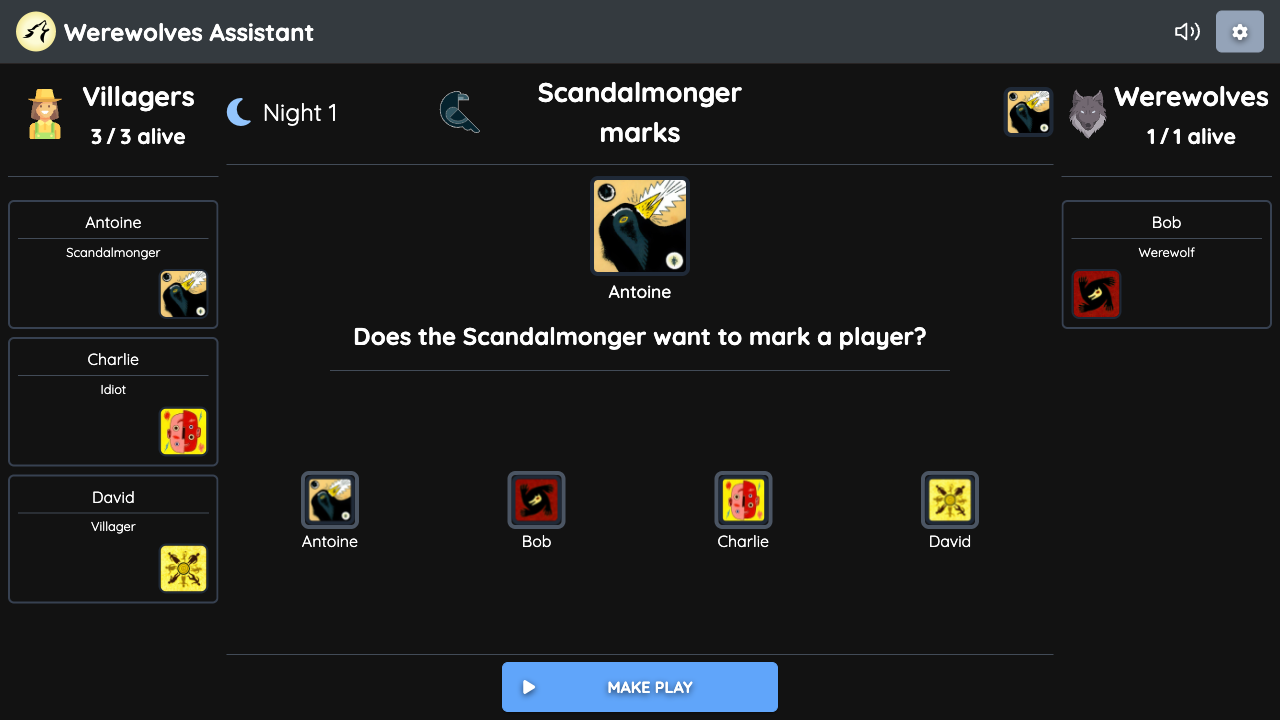 Werewolves Assistant
Villagers
3 / 3 alive
Night 1
Scandalmonger
marks
Werewolves
1 / 1 alive
Antoine
Scandalmonger
Charlie
Idiot
David
Villager
Antoine
Does the Scandalmonger want to mark a player?
Antoine
Bob
Charlie
David
MAKE PLAY
Bob
Werewolf